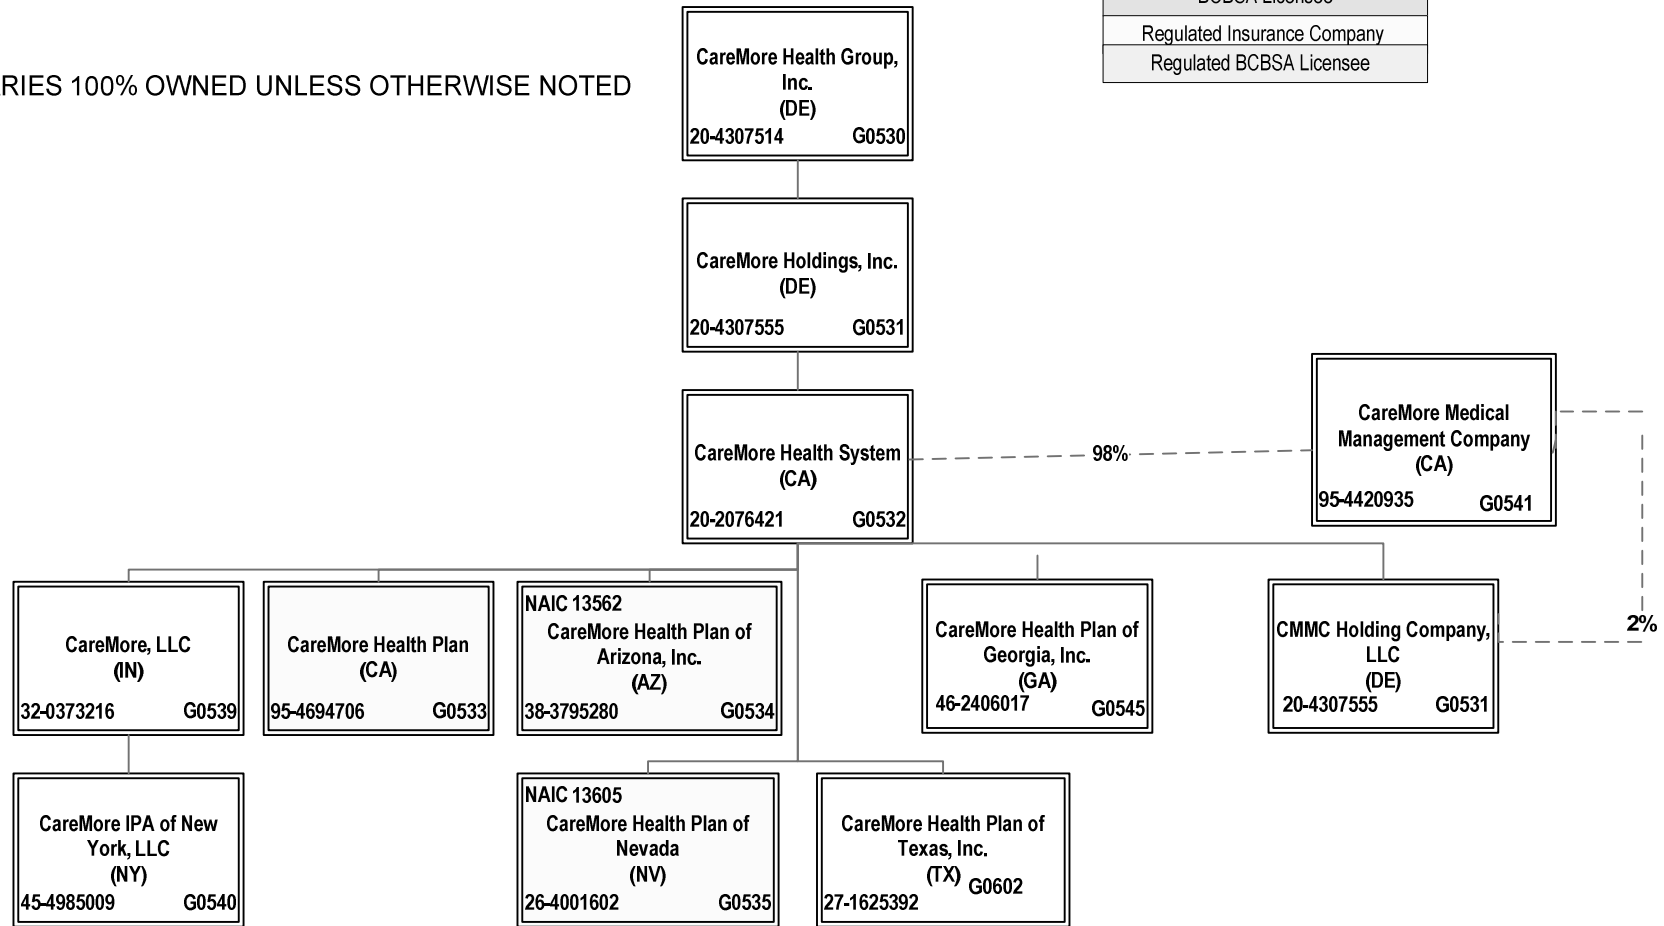 BCBSA Licensee
Regulated Insurance Company
Regulated BCBSA Licensee
100% OWNED UNLESS OTHERWISE NOTED
CareMore Health Group,
Inc.
(DE)
20-4307514 G0530
CareMore Holdings, Inc.
(DE)
20-4307555 G0531
CareMore Health System
(CA)
20-2076421 G0532
98%
CareMore Medical
Management Company
(CA)
95-4420935 G0541
2%
CareMore, LLC
(IN)
32-0373216 G0539
CareMore Health Plan
(CA)
95-4694706 G0533
NAIC 13562
CareMore Health Plan of
Arizona, Inc.
(AZ)
38-3795280 G0534
CareMore Health Plan of
Georgia, Inc.
(GA)
46-2406017 G0545
CMMC Holding Company,
LLC
(DE)
20-4307555 G0531
CareMore IPA of New
York, LLC
(NY)
45-4985009 G0540
NAIC 13605
CareMore Health Plan of
Nevada
(NV)
26-4001602 G0535
CareMore Health Plan of
Texas, Inc.
(TX) G0602
27-1625392